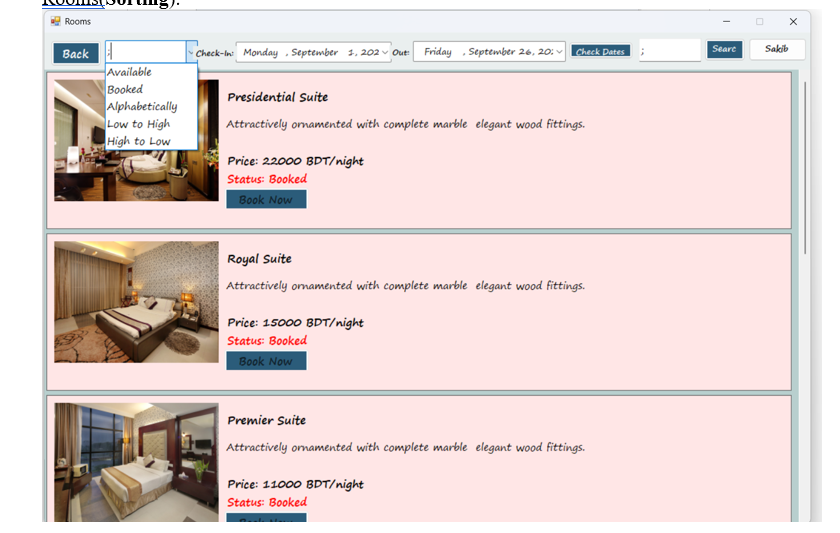 Rooms(Sorting):
Rooms
Back ; Check-In: Monday , September 1, 202 Out: Friday , September 26, 20: Check Dates ; Searc Sakib
Available
Booked
Alphabetically
Low to High
High to Low
Presidential Suite
Attractively ornamented with complete marble elegant wood fittings.
Price: 22000 BDT/night
Status: Booked
Book Now
Royal Suite
Attractively ornamented with complete marble elegant wood fittings.
Price: 15000 BDT/night
Status: Booked
Book Now
Premier Suite
Attractively ornamented with complete marble elegant wood fittings.
Price: 11000 BDT/night
Status: Booked
Book Now